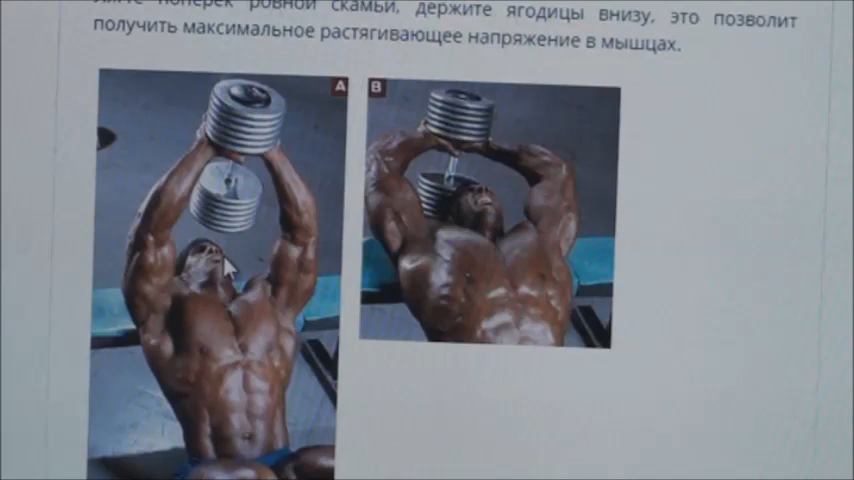 поперек ровной скамьи, держите ягодицы внизу, это позволит
получить максимальное растягивающее напряжение в мышцах.
A
B